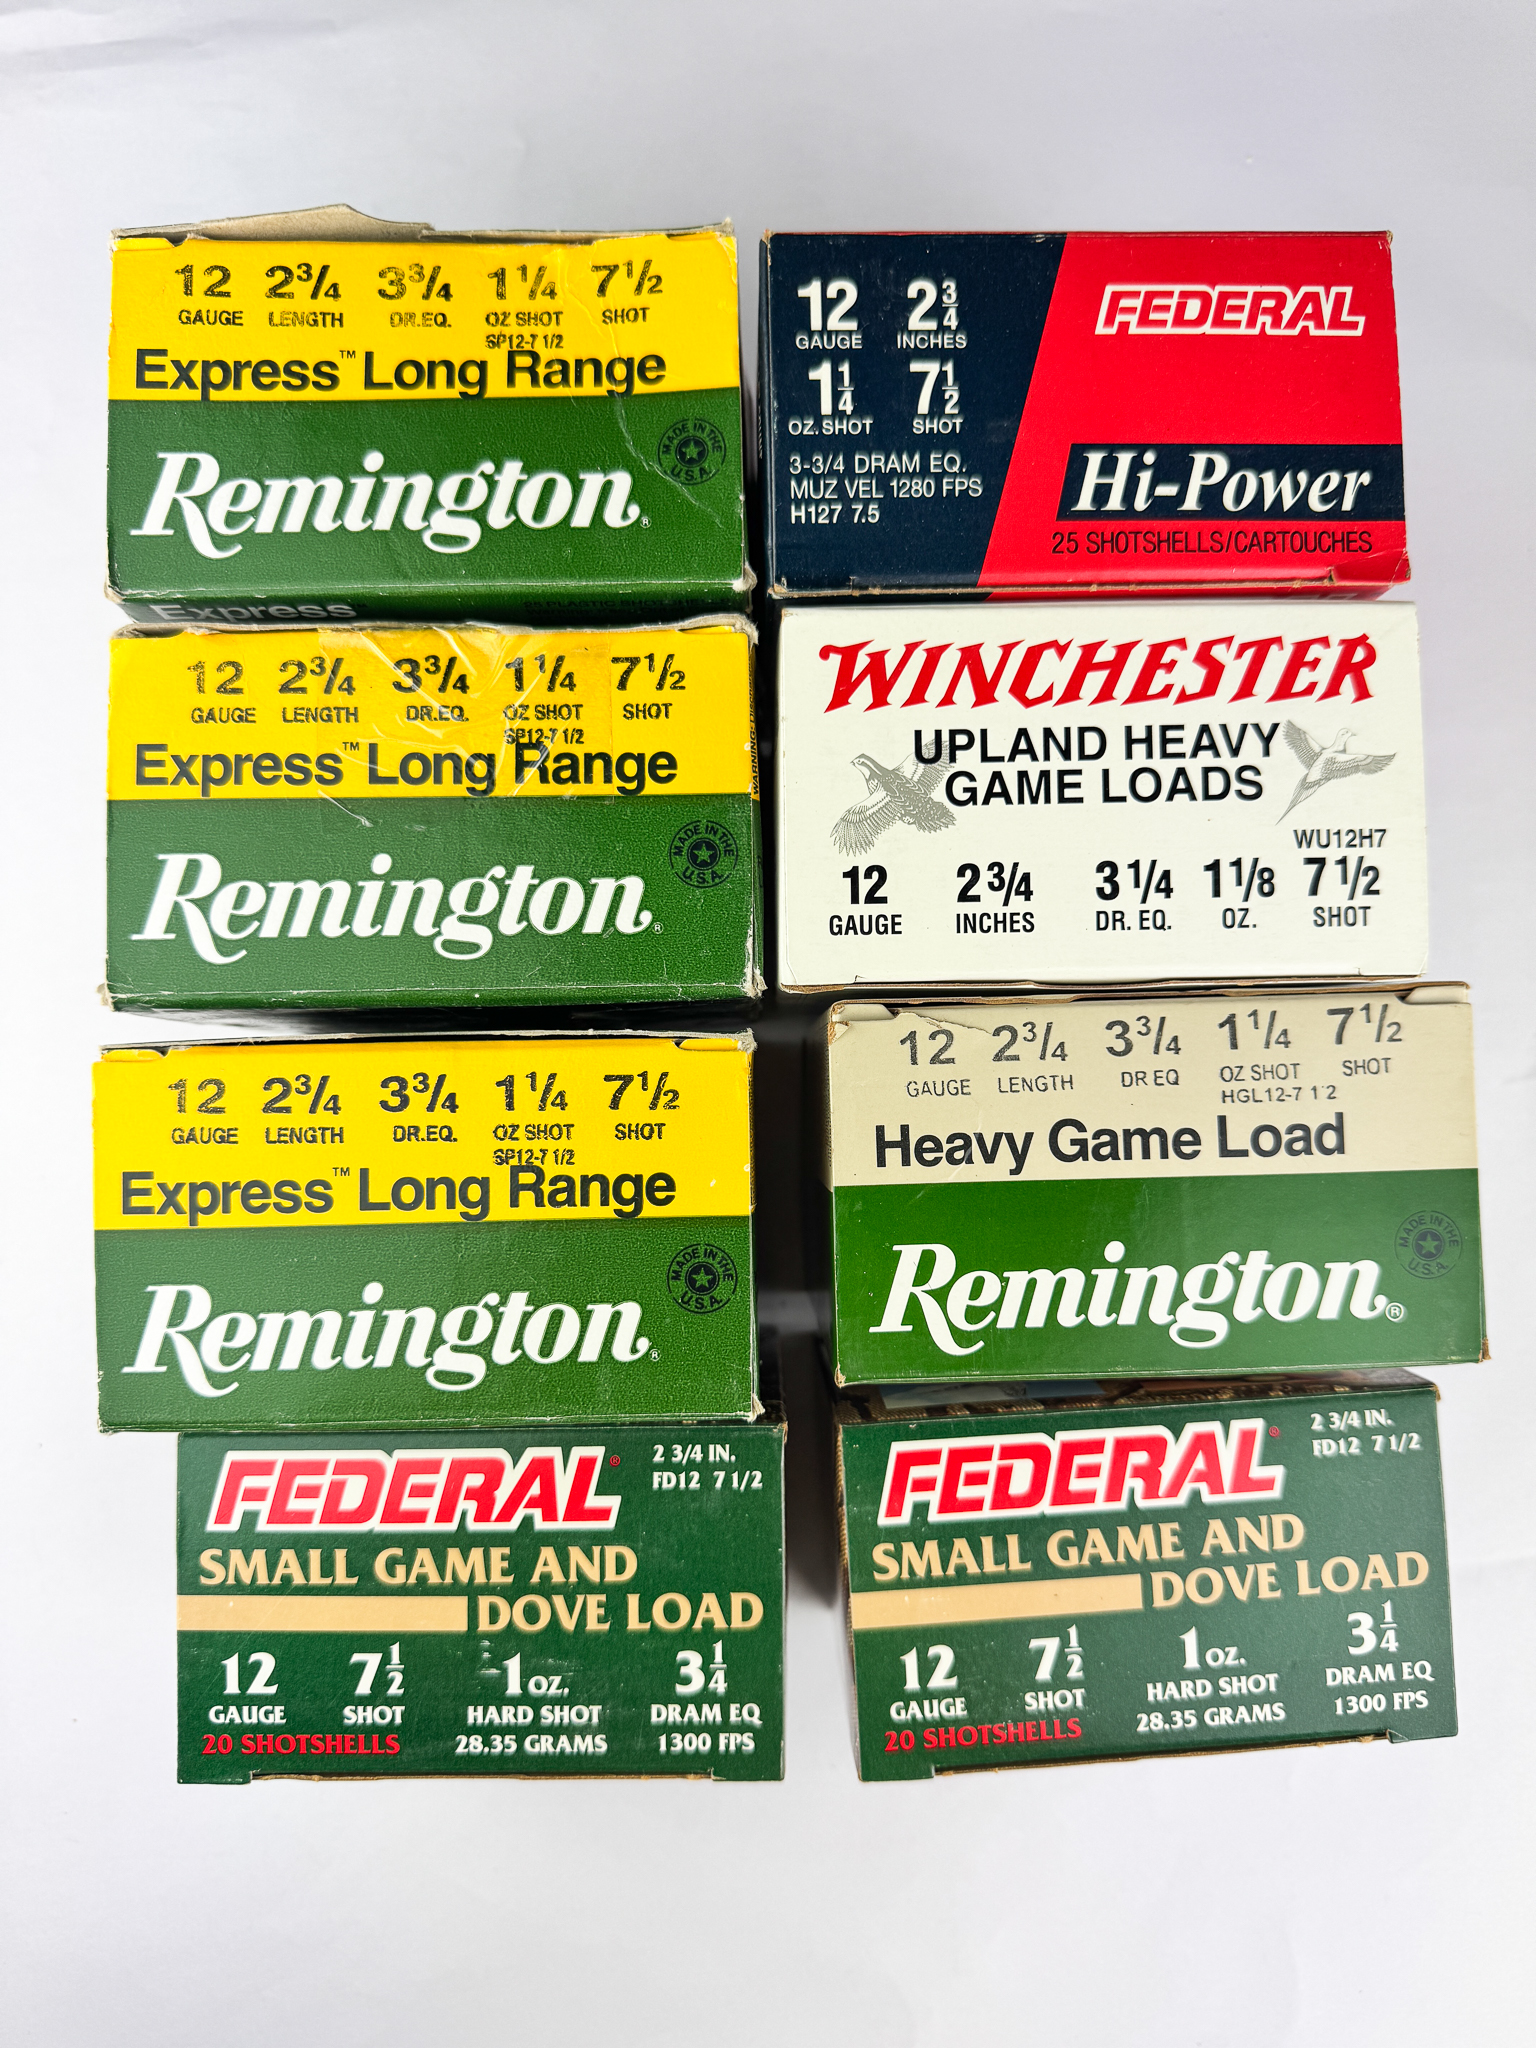 12 2¾ 3¾ 1¼ 7½
GAUGE LENGTH DR.EQ. OZ SHOT SHOT
SP12-7 1/2
Express™ Long Range
MADE IN THE U.S.A.
Remington®
Express
12 2¾ 3¾ 1¼ 7½
GAUGE LENGTH DR.EQ. OZ SHOT SHOT
SP12-7 1/2
Express™ Long Range
MADE IN THE U.S.A.
Remington®
12 2¾ 3¾ 1¼ 7½
GAUGE LENGTH DR.EQ. OZ SHOT SHOT
SP12-7 1/2
Express™ Long Range
MADE IN THE U.S.A.
Remington®
FEDERAL®
2 3/4 IN.
FD12 7 1/2
SMALL GAME AND
DOVE LOAD
12 7½ 1 OZ. 3¼
GAUGE SHOT HARD SHOT DRAM EQ
20 SHOTSHELLS 28.35 GRAMS 1300 FPS
12 2¾
GAUGE INCHES
1¼ 7½
OZ. SHOT SHOT
3-3/4 DRAM EQ.
MUZ VEL 1280 FPS
H127 7.5
FEDERAL
Hi-Power
25 SHOTSHELLS/CARTOUCHES
WINCHESTER
UPLAND HEAVY
GAME LOADS
WU12H7
12 2 3/4 3 1/4 1 1/8 7 1/2
GAUGE INCHES DR. EQ. OZ. SHOT
12 2¾ 3¾ 1¼ 7½
GAUGE LENGTH DR EQ OZ SHOT SHOT
HGL12-7 1 2
Heavy Game Load
MADE IN THE U.S.A.
Remington®
FEDERAL®
2 3/4 IN.
FD12 7 1/2
SMALL GAME AND
DOVE LOAD
12 7½ 1 OZ. 3¼
GAUGE SHOT HARD SHOT DRAM EQ
20 SHOTSHELLS 28.35 GRAMS 1300 FPS